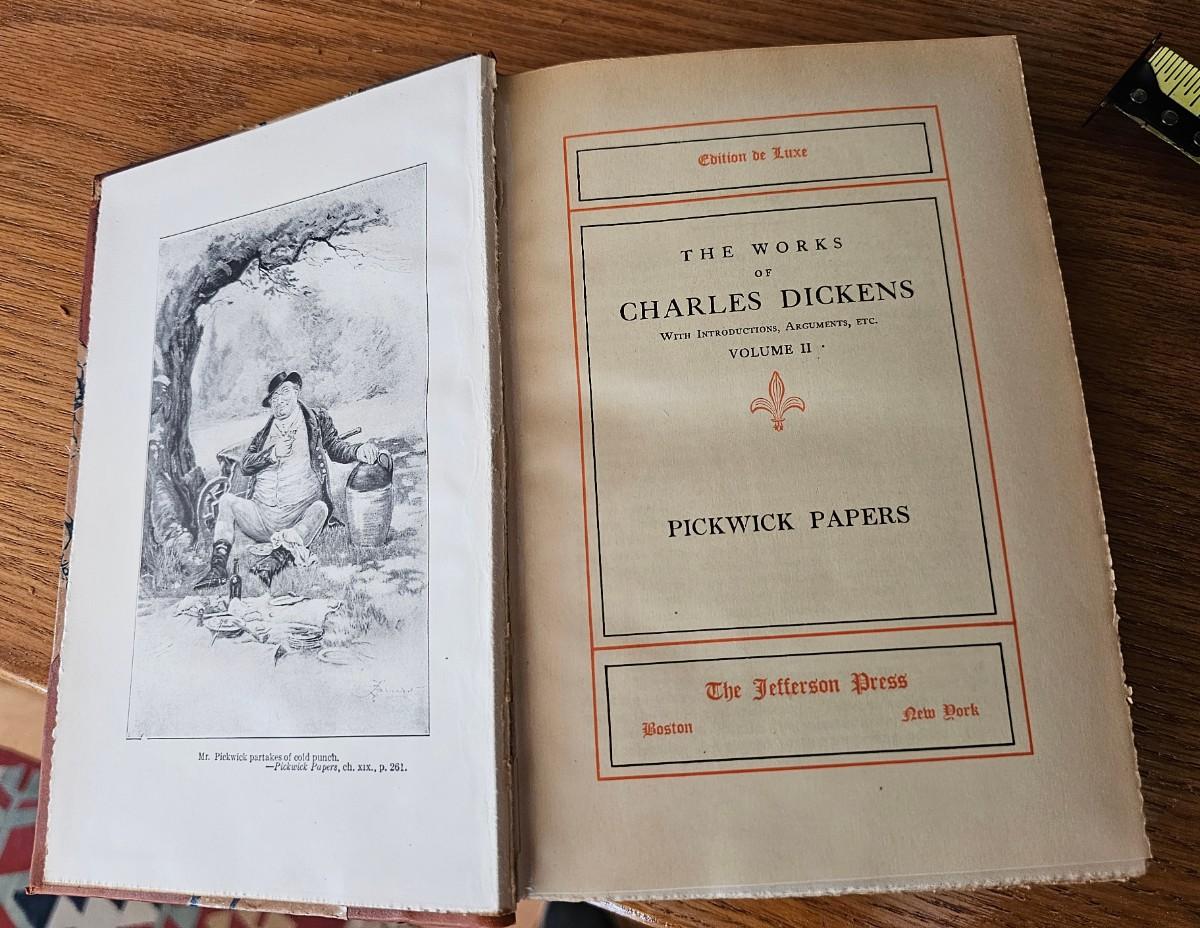 Mr. Pickwick partakes of cold punch.
—Pickwick Papers, ch. XIX., p. 261.
Edition de Luxe
THE WORKS
OF
CHARLES DICKENS
WITH INTRODUCTIONS, ARGUMENTS, ETC.
VOLUME II
PICKWICK PAPERS
The Jefferson Press
Boston
New York